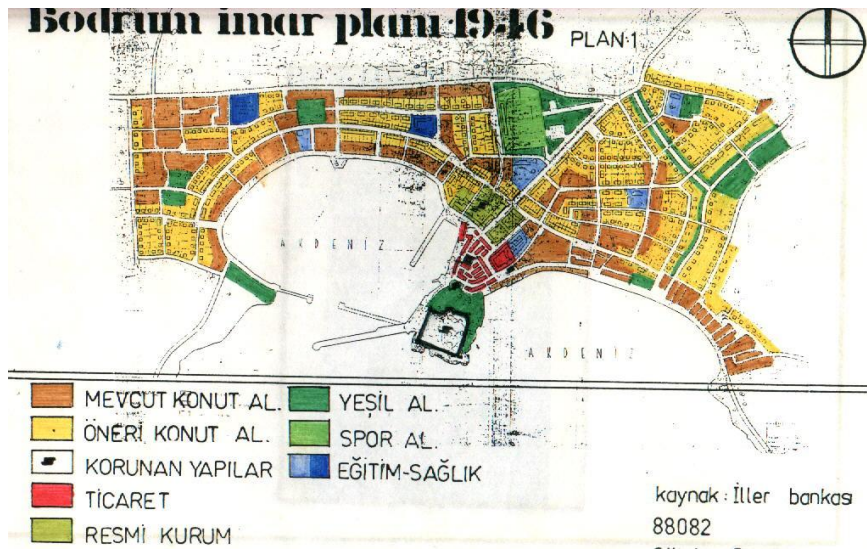 Bodrum imar planı-1946
PLAN-1
AKDENİZ
AKDENİZ
MEVCUT KONUT AL.
ÖNERİ KONUT AL.
KORUNAN YAPILAR
TİCARET
RESMİ KURUM
YEŞİL AL.
SPOR AL.
EĞİTİM-SAĞLIK
kaynak: İller bankası
88082